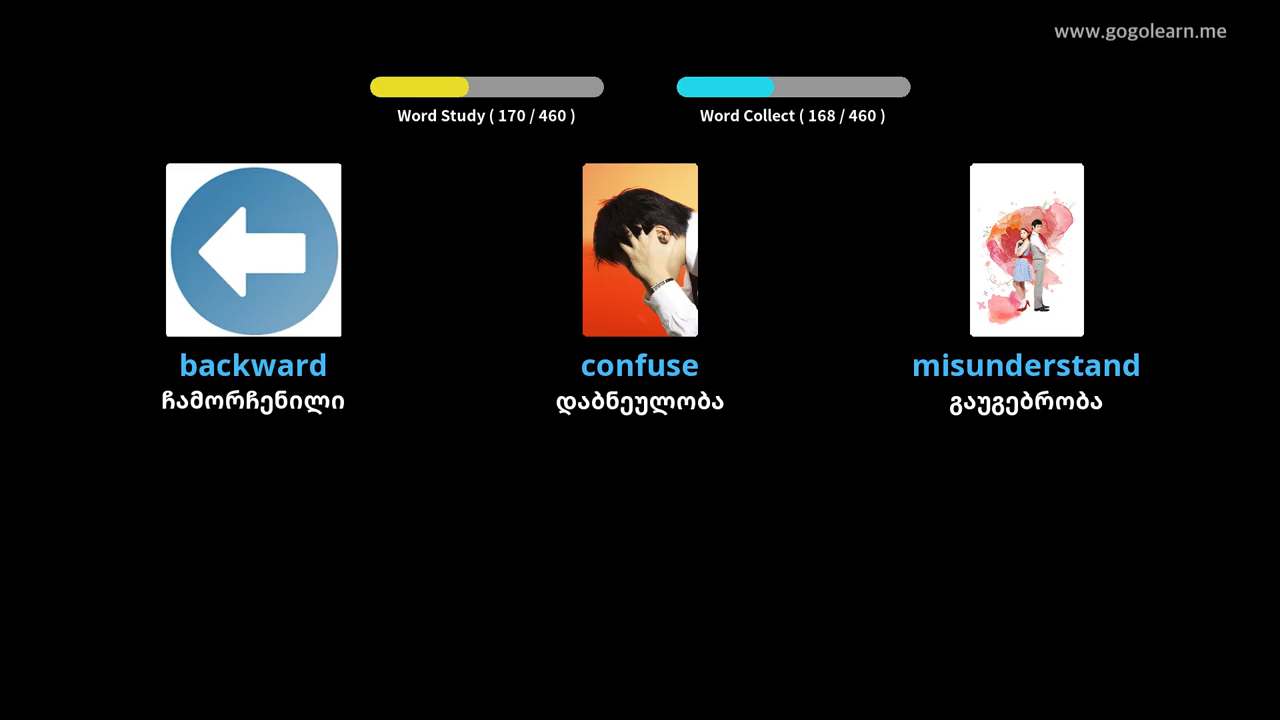 www.gogolearn.me
Word Study ( 170 / 460 )
Word Collect ( 168 / 460 )
backward
ჩამორჩენილი
confuse
დაბნეულობა
misunderstand
გაუგებრობა